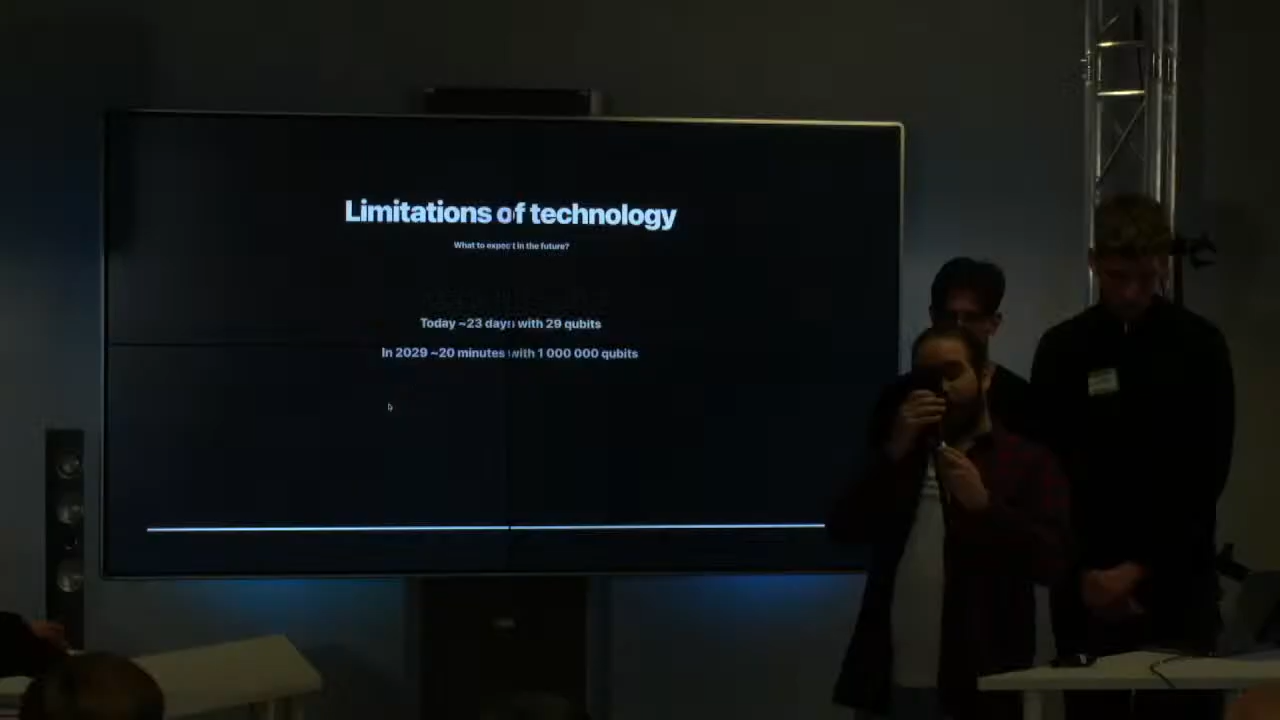 Limitations of technology
What to expect in the future?
Today ~23 days with 29 qubits
In 2029 ~20 minutes with 1 000 000 qubits